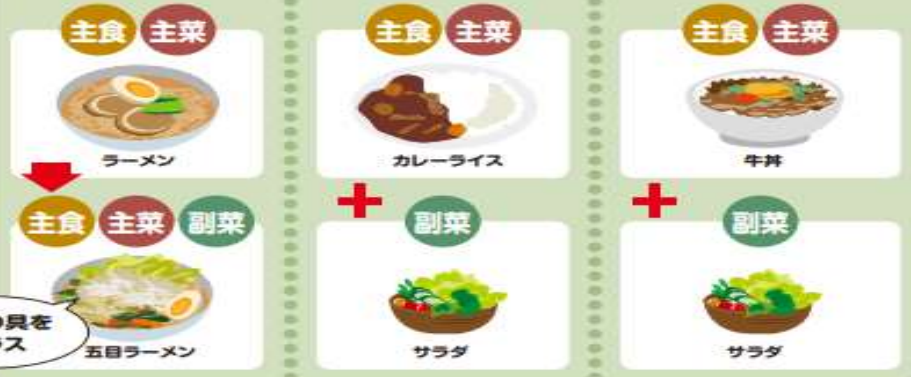 主食 主菜
ラーメン
主食 主菜 副菜
具を
ス
五目ラーメン
主食 主菜
カレーライス
+
副菜
サラダ
主食 主菜
牛丼
+
副菜
サラダ